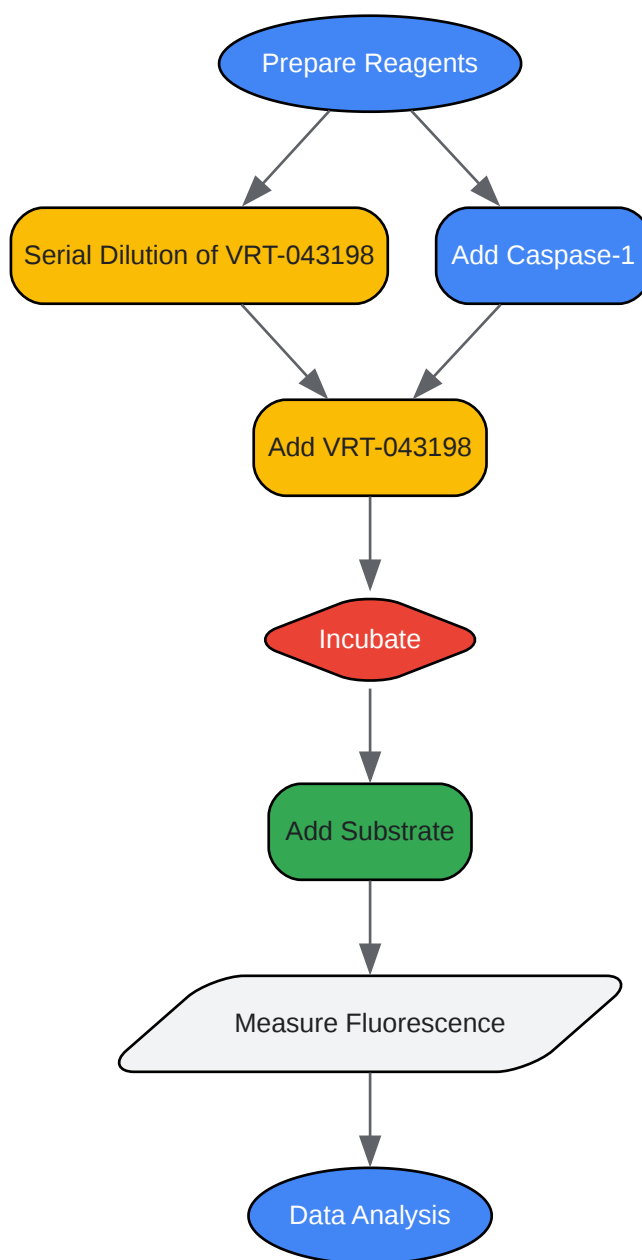 Prepare Reagents
Serial Dilution of VRT-043198
Add Caspase-1
Add VRT-043198
Incubate
Add Substrate
Measure Fluorescence
Data Analysis